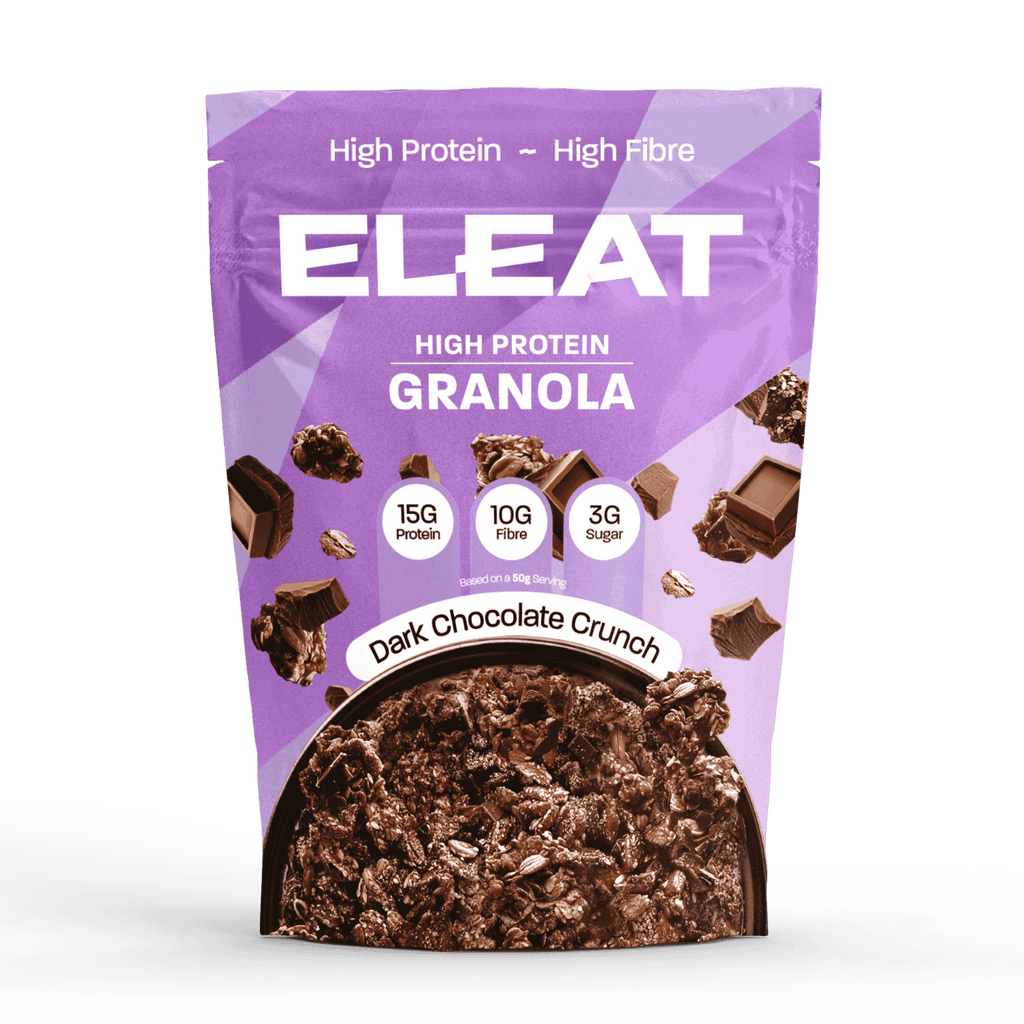 High Protein ~ High Fibre
ELEAT
HIGH PROTEIN
GRANOLA
15G Protein
10G Fibre
3G Sugar
Based on a 50g Serving
Dark Chocolate Crunch